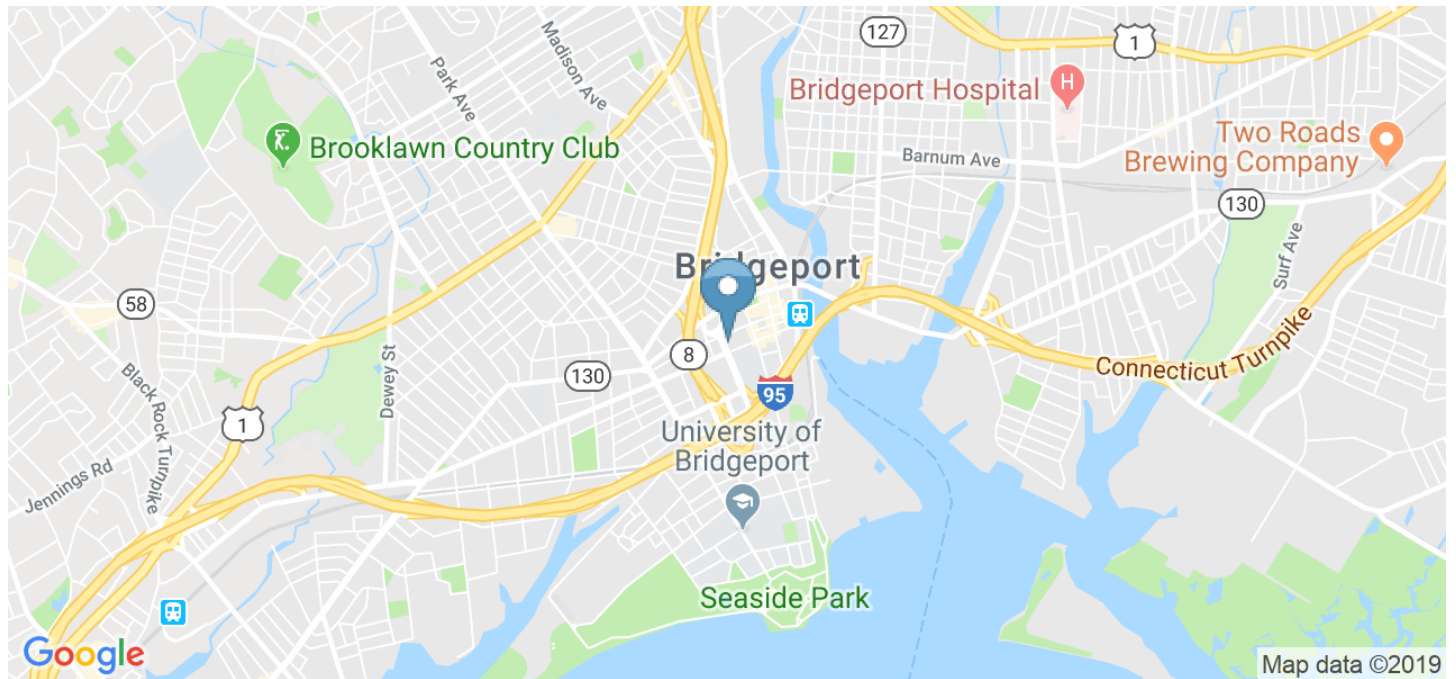 127
1
Madison Ave
Park Ave
Bridgeport Hospital
H
Two Roads
Brewing Company
Brooklawn Country Club
Barnum Ave
130
Surf Ave
Bridgeport
58
8
130
Dewey St
95
Connecticut Turnpike
Black Rock Turnpike
1
University of
Bridgeport
Jennings Rd
Seaside Park
Google
Map data ©2019